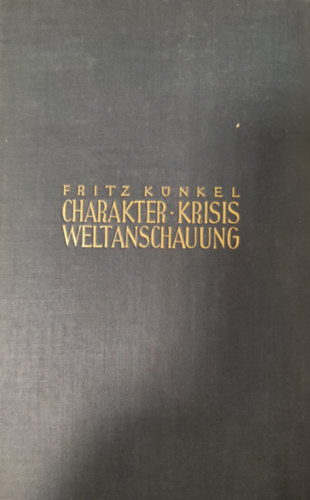 FRITZ KÜNKEL
CHARAKTER · KRISIS
WELTANSCHAUUNG